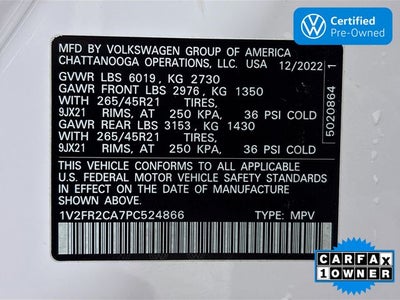 Certified
Pre-Owned
MFD BY VOLKSWAGEN GROUP OF AMERICA
CHATTANOOGA OPERATIONS, LLC. USA 12/2022
GVWR LBS 6019, KG 2730
GAWR FRONT LBS 2976, KG 1350
WITH 265/45R21 TIRES,
9JX21 RIMS, AT 250 KPA, 36 PSI COLD
GAWR REAR LBS 3153, KG 1430
WITH 265/45R21 TIRES,
9JX21 RIMS, AT 250 KPA, 36 PSI COLD
5020864 1
THIS VEHICLE CONFORMS TO ALL APPLICABLE
U.S. FEDERAL MOTOR VEHICLE SAFETY STANDARDS
IN EFFECT ON THE DATE OF MANUFACTURE
SHOWN ABOVE.
1V2FR2CA7PC524866 TYPE: MPV
CARFAX
1 OWNER